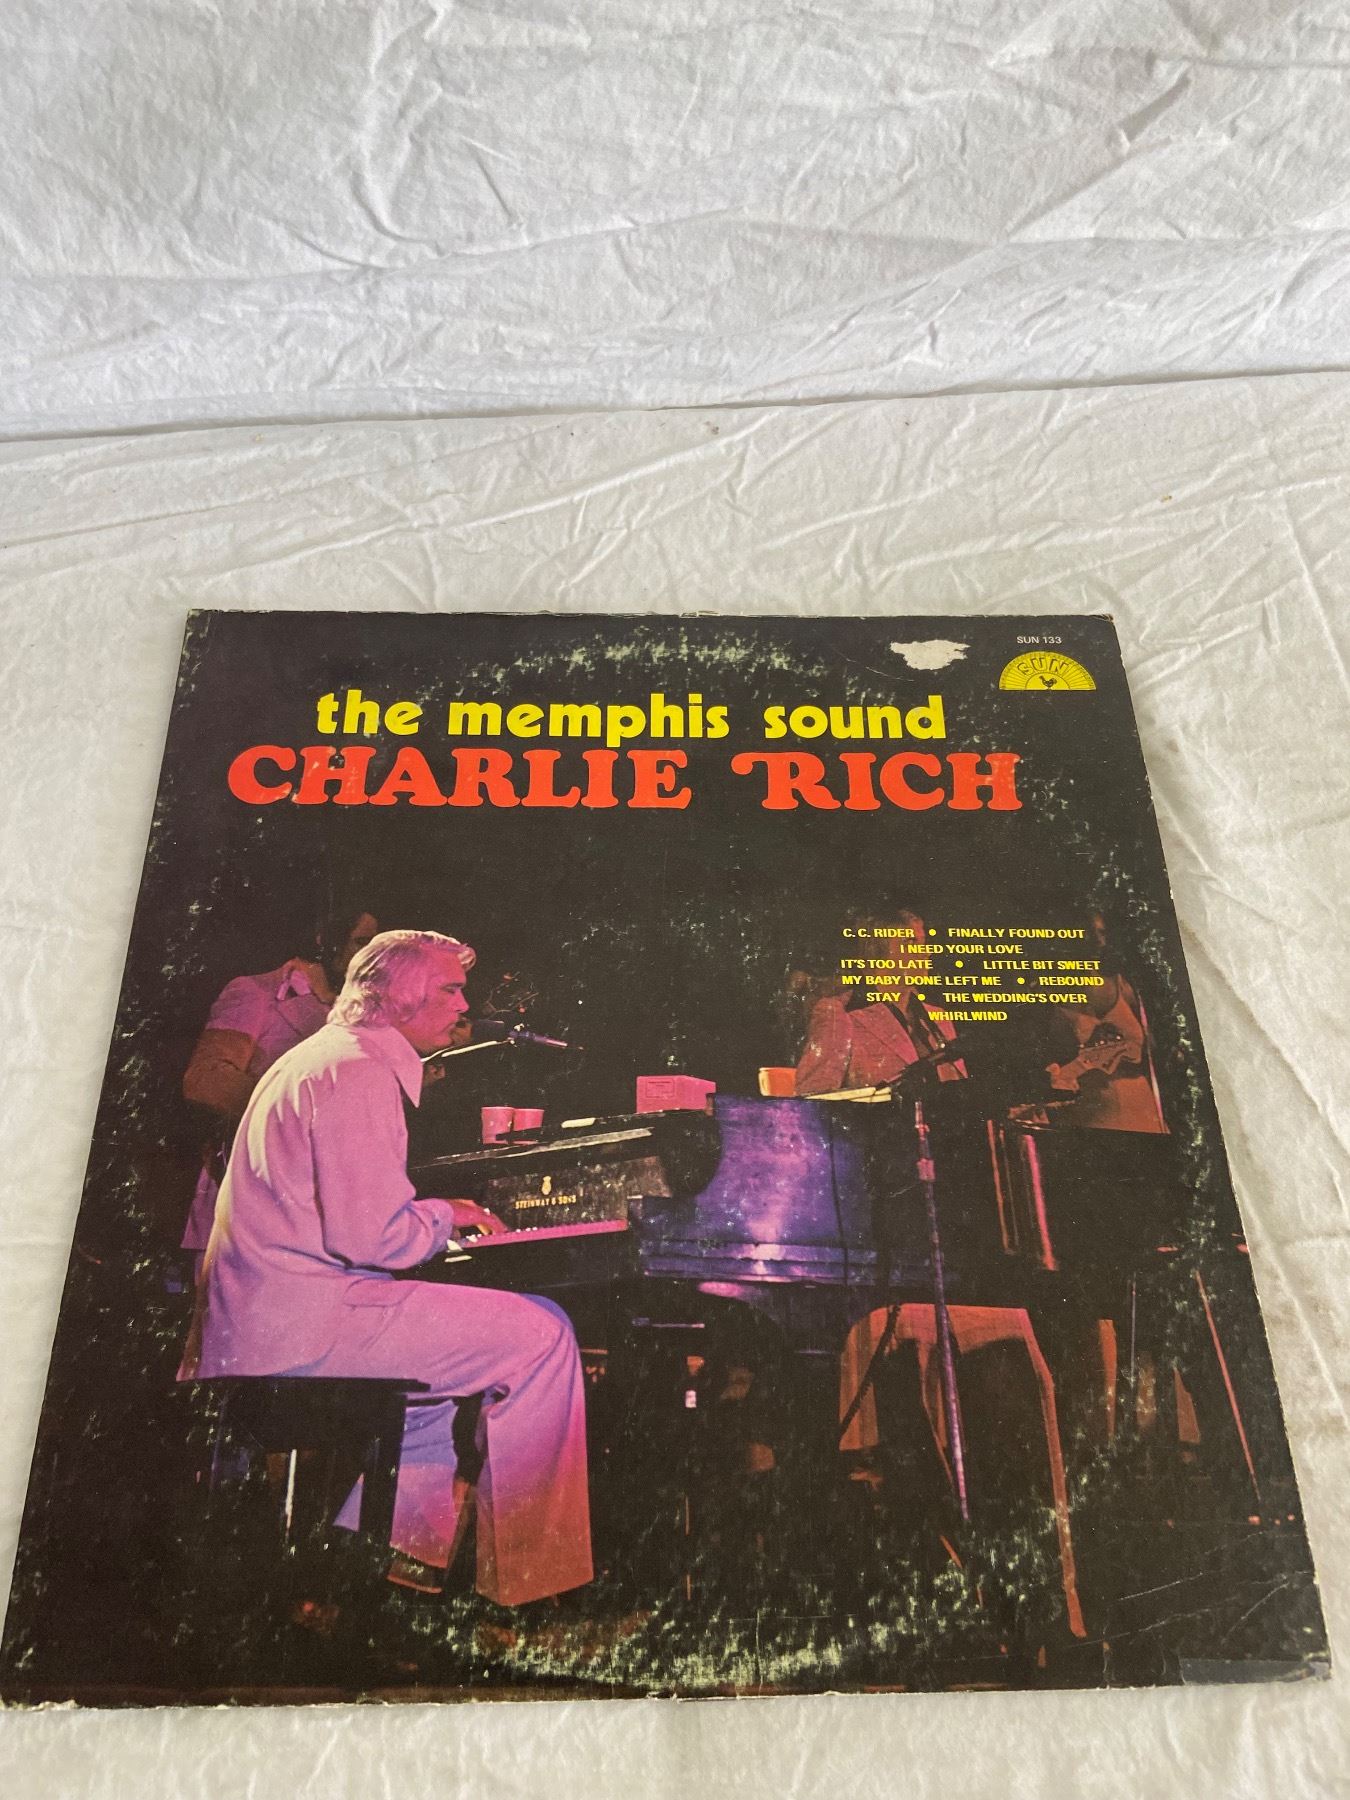 SUN 133
SUN
the memphis sound
CHARLIE RICH
C. C. RIDER • FINALLY FOUND OUT
I NEED YOUR LOVE
IT'S TOO LATE • LITTLE BIT SWEET
MY BABY DONE LEFT ME • REBOUND
STAY • THE WEDDING'S OVER
WHIRLWIND
STEINWAY & SONS